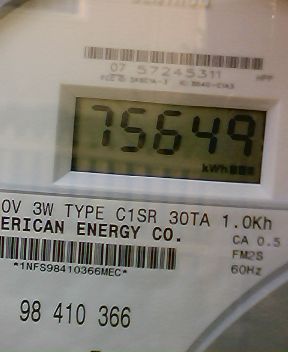 07 57245311
75649
kWh
0V 3W TYPE C1SR 30TA 1.0Kh
ERICAN ENERGY CO.
CA 0.5
*1NFS98410366MEC*
FM2S
60Hz
98 410 366